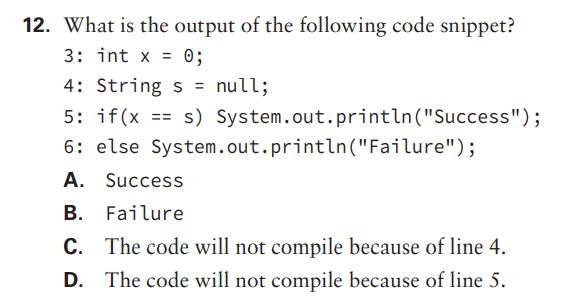 12. What is the output of the following code snippet?
3: int x = 0;
4: String s = null;
5: if(x == s) System.out.println("Success");
6: else System.out.println("Failure");
A. Success
B. Failure
C. The code will not compile because of line 4.
D. The code will not compile because of line 5.